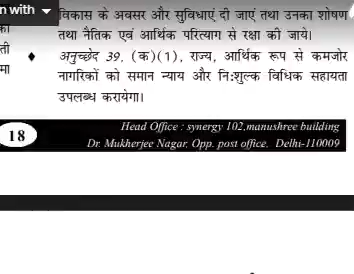 n with
विकास के अवसर और सुविधाएं दी जाएं तथा उनका शोषण
तथा नैतिक एवं आर्थिक परित्याग से रक्षा की जाये।
ती
♦ अनुच्छेद 39, (क)(1), राज्य, आर्थिक रूप से कमजोर
मा
नागरिकों को समान न्याय और नि:शुल्क विधिक सहायता
उपलब्ध करायेगा।
18
Head Office : synergy 102,manushree building
Dr. Mukherjee Nagar, Opp. post office, Delhi-110009